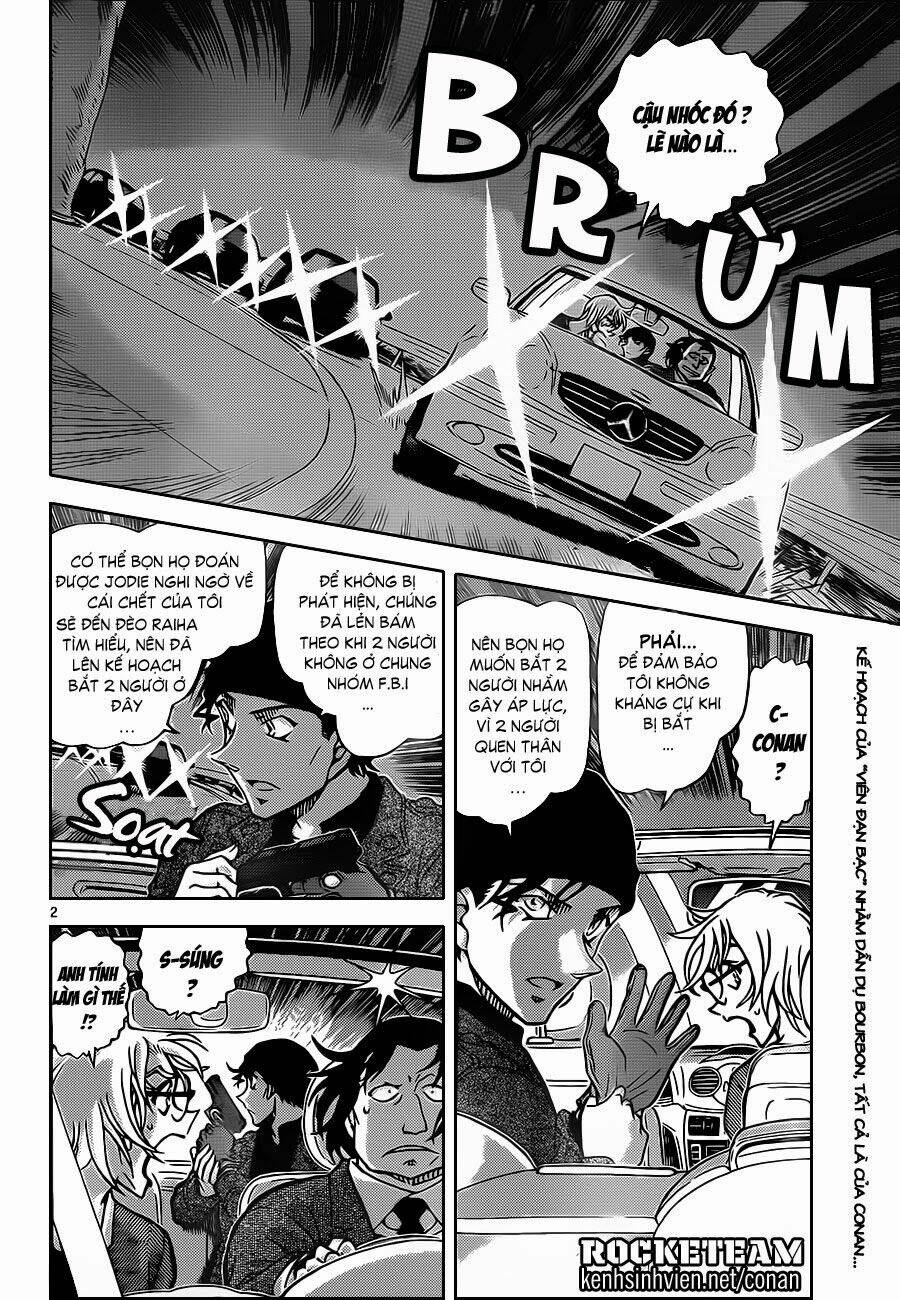 CẬU NHÓC ĐÓ ?
LẼ NÀO LÀ...
BRỪM
C-
CONAN
?
PHẢI...
ĐỂ ĐẢM BẢO
TÔI KHÔNG
KHÁNG CỰ KHI
BỊ BẮT
...
NÊN BỌN HỌ
MUỐN BẮT 2
NGƯỜI NHẰM
GÂY ÁP LỰC,
VÌ 2 NGƯỜI
QUEN THÂN
VỚI TÔI
...
ĐỂ KHÔNG BỊ
PHÁT HIỆN, CHÚNG
ĐÃ LẺN BÁM
THEO KHI 2 NGƯỜI
KHÔNG Ở CHUNG
NHÓM F.B.I
...
CÓ THỂ BỌN HỌ ĐOÁN
ĐƯỢC JODIE NGHI NGỜ VỀ
CÁI CHẾT CỦA TÔI
SẼ ĐẾN ĐÈO RAIHA
TÌM HIỂU, NÊN ĐÃ
LÊN KẾ HOẠCH
BẮT 2 NGƯỜI Ở
ĐÂY
...
Soạt
2
S-SÚNG
?
ANH TÍNH
LÀM GÌ THẾ
!?
KẾ HOẠCH CỦA "VIÊN ĐẠN BẠC" NHẰM DẪN DỤ BOURBON, TẤT CẢ LÀ CỦA CONAN...
ROCKETEAM
kenhsinhvien.net/conan